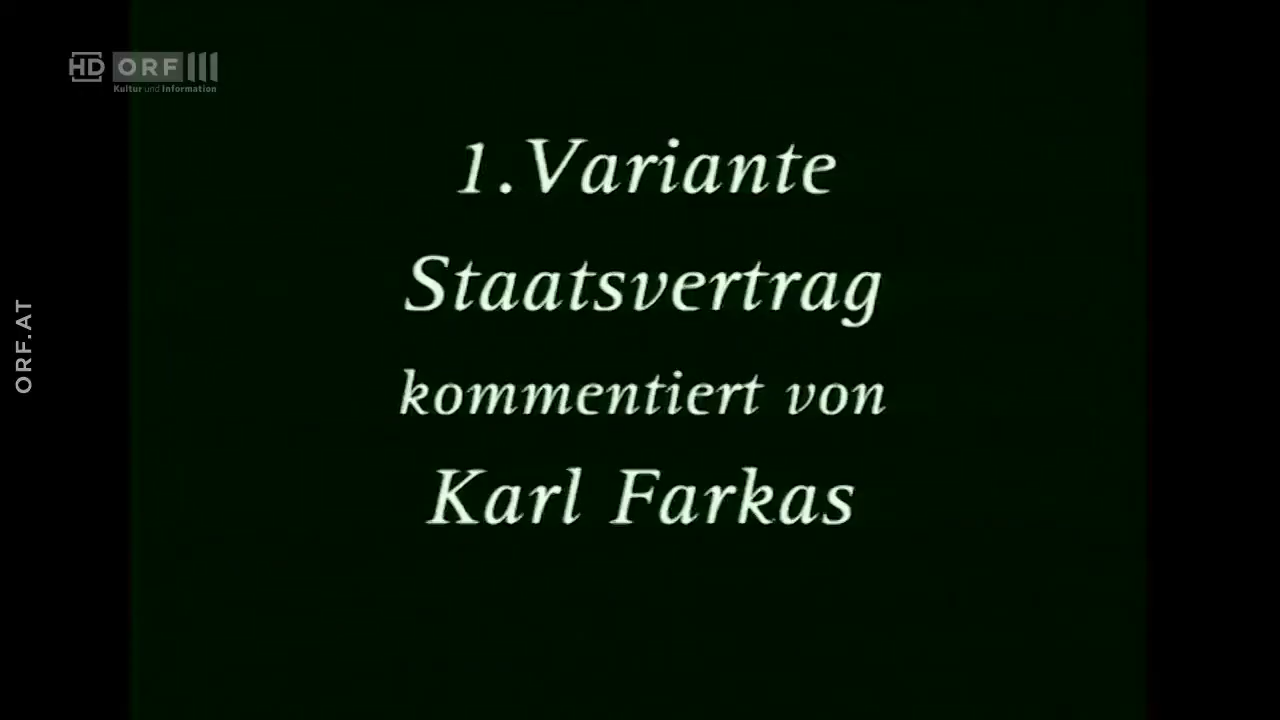 HD ORF III
Kultur und Information
1. Variante
Staatsvertrag
kommentiert von
Karl Farkas
ORF.AT